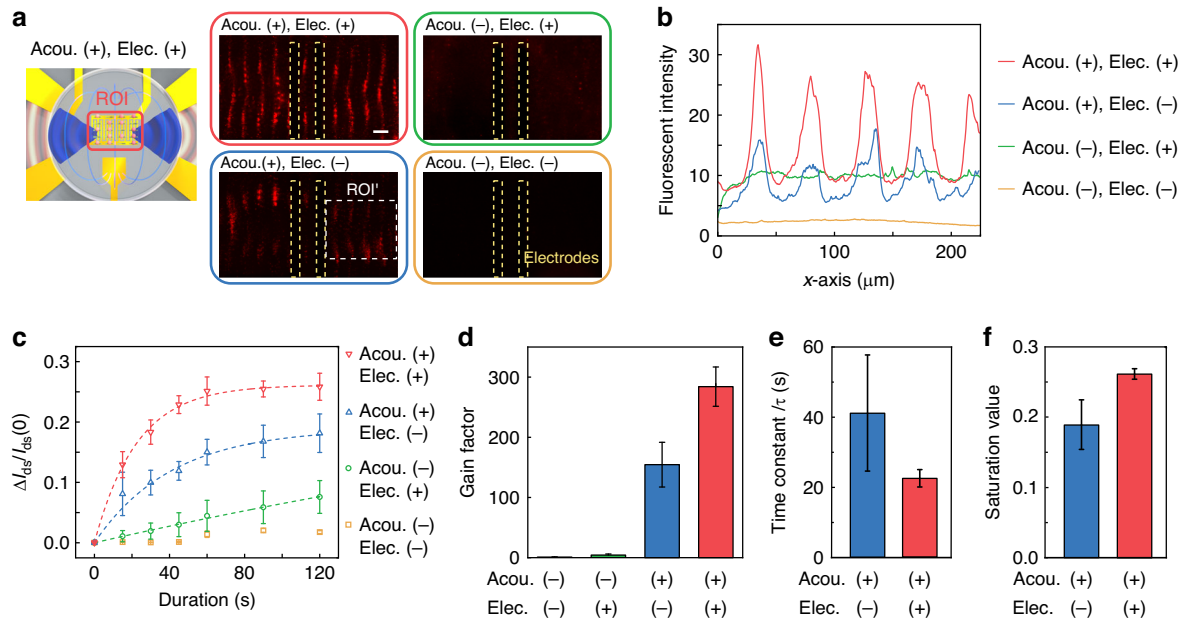 a
Acou. (+), Elec. (+)
ROI
Acou. (+), Elec. (+)
Acou. (−), Elec. (+)
Acou.(+), Elec. (−)
ROI'
Acou. (−), Elec. (−)
Electrodes
b
Fluorescent intensity
30
20
10
0
0
100
200
x-axis (μm)
Acou. (+), Elec. (+)
Acou. (+), Elec. (−)
Acou. (−), Elec. (+)
Acou. (−), Elec. (−)
c
ΔIds/Ids(0)
0.3
0.2
0.1
0.0
0
40
80
120
Duration (s)
Acou. (+)
Elec. (+)
Acou. (+)
Elec. (−)
Acou. (−)
Elec. (+)
Acou. (−)
Elec. (−)
d
Gain factor
300
200
100
0
Acou. (−) (−) (+) (+)
Elec. (−) (+) (−) (+)
e
Time constant /τ (s)
60
40
20
0
Acou. (+) (+)
Elec. (−) (+)
f
Saturation value
0.3
0.2
0.1
0.0
Acou. (+) (+)
Elec. (−) (+)